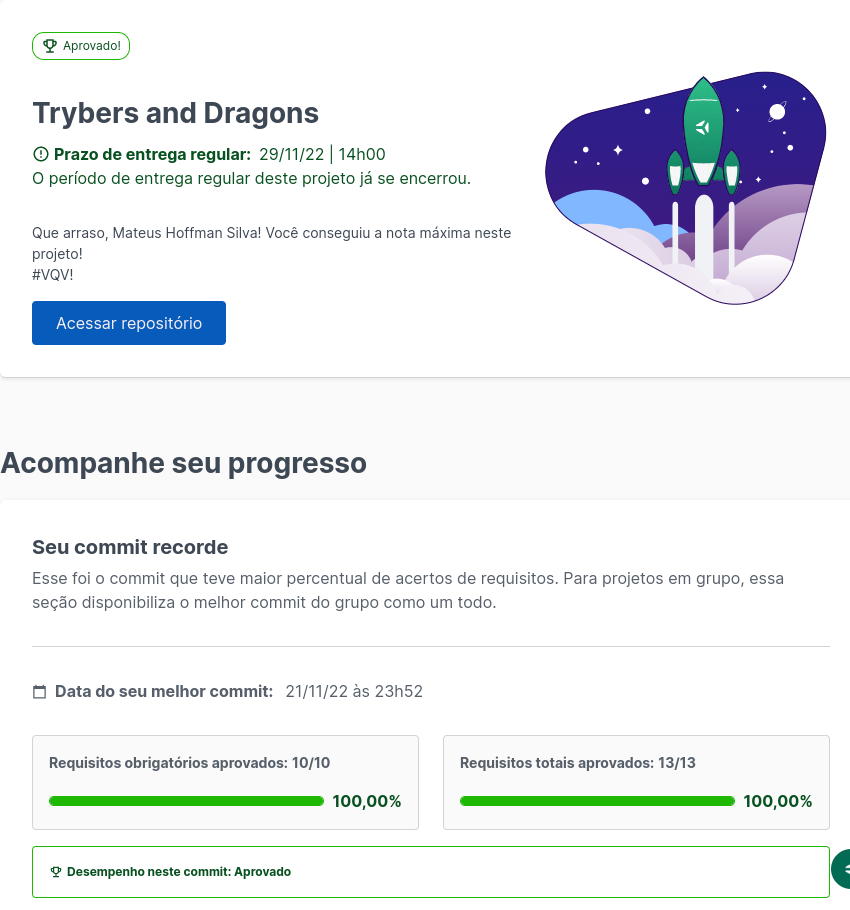 Aprovado!
Trybers and Dragons
Prazo de entrega regular: 29/11/22 | 14h00
O período de entrega regular deste projeto já se encerrou.
Que arraso, Mateus Hoffman Silva! Você conseguiu a nota máxima neste
projeto!
#VQV!
Acessar repositório
Acompanhe seu progresso
Seu commit recorde
Esse foi o commit que teve maior percentual de acertos de requisitos. Para projetos em grupo, essa
seção disponibiliza o melhor commit do grupo como um todo.
Data do seu melhor commit: 21/11/22 às 23h52
Requisitos obrigatórios aprovados: 10/10
100,00%
Requisitos totais aprovados: 13/13
100,00%
Desempenho neste commit: Aprovado